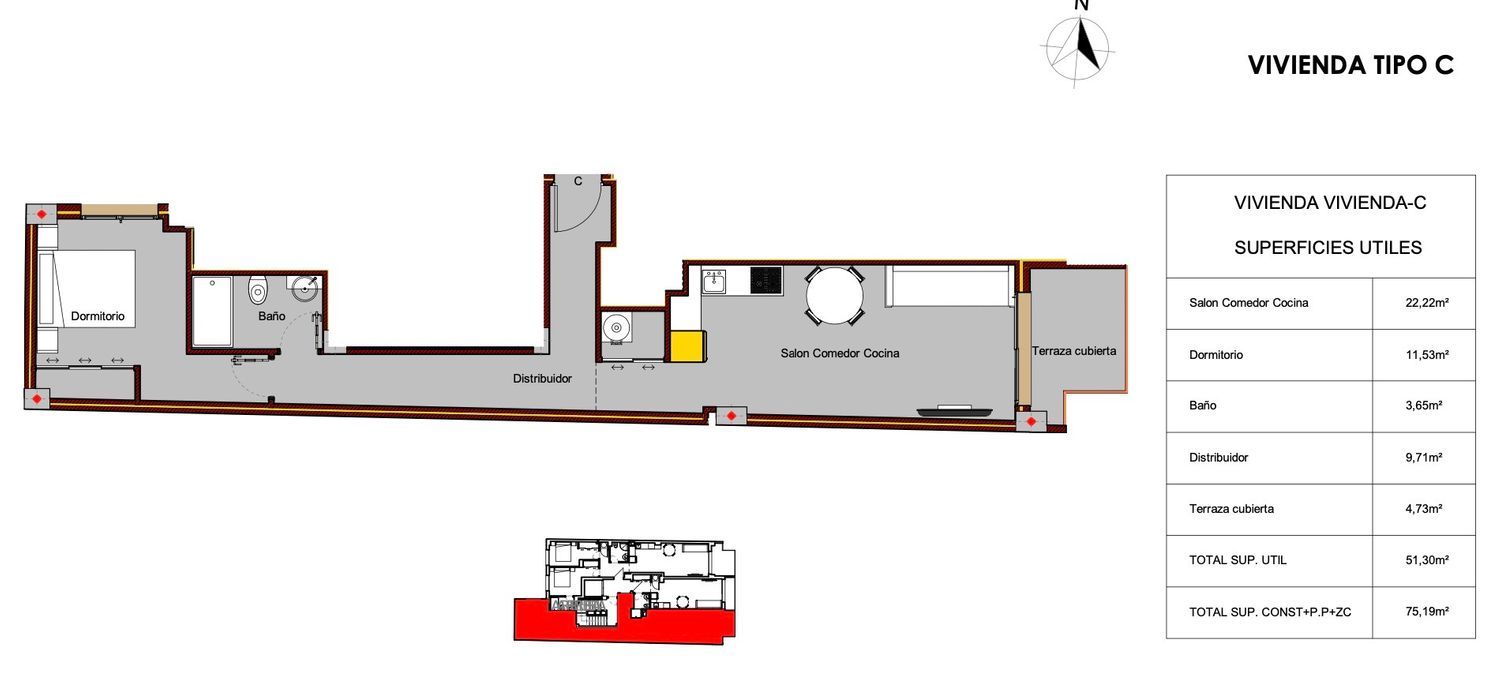 N
VIVIENDA TIPO C
C
Dormitorio
Baño
Distribuidor
Salon Comedor Cocina
Terraza cubierta
VIVIENDA VIVIENDA-C
SUPERFICIES UTILES
Salon Comedor Cocina 22,22m²
Dormitorio 11,53m²
Baño 3,65m²
Distribuidor 9,71m²
Terraza cubierta 4,73m²
TOTAL SUP. UTIL 51,30m²
TOTAL SUP. CONST+P.P+ZC 75,19m²